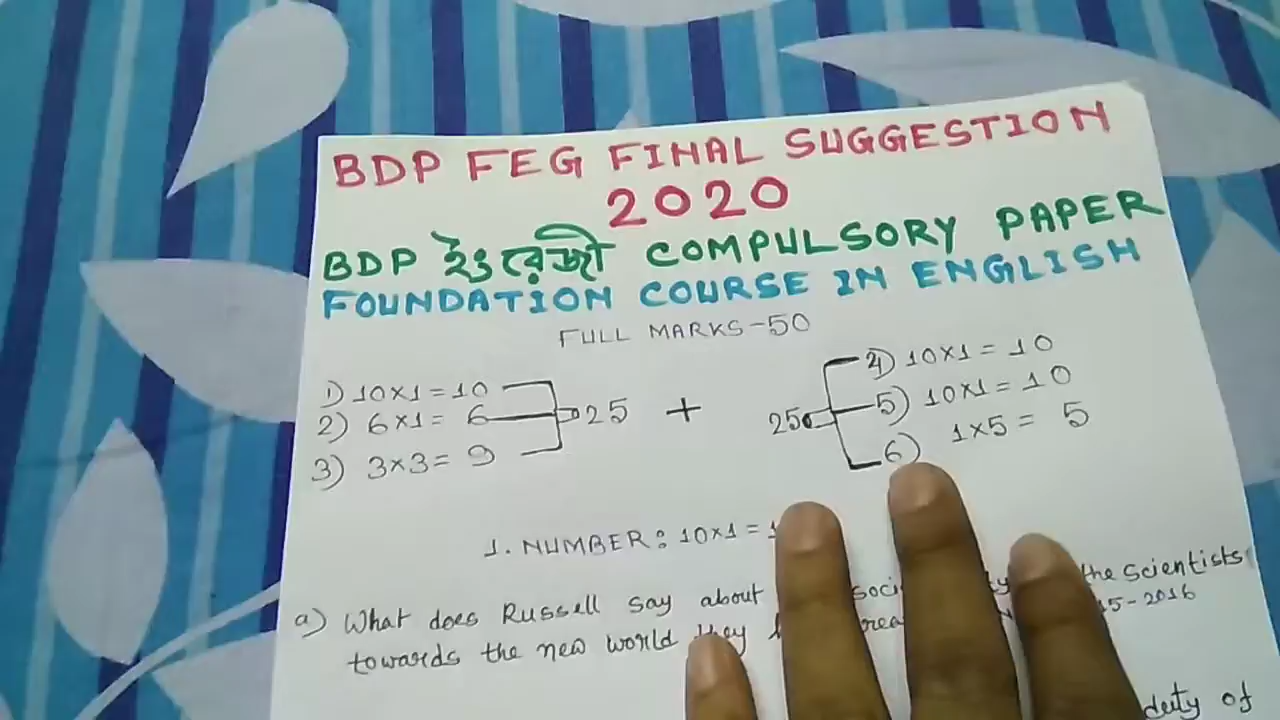 BDP FEG FINAL SUGGESTION
2020
BDP ইংরেজী COMPULSORY PAPER
FOUNDATION COURSE IN ENGLISH
FULL MARKS-50
1) 10×1=10
2) 6×1= 6
3) 3×3= 9
25 + 25
4) 10×1= 10
5) 10×1= 10
6) 1×5= 5
1. NUMBER: 10×1=
a) What does Russell say about the scientists
towards the new world they 15-2016
duty of